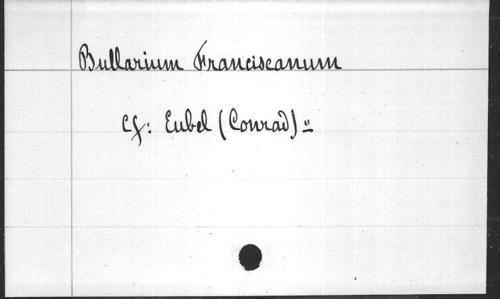 Bullarium Franciscanum
Cf: Eubel (Conrad) =